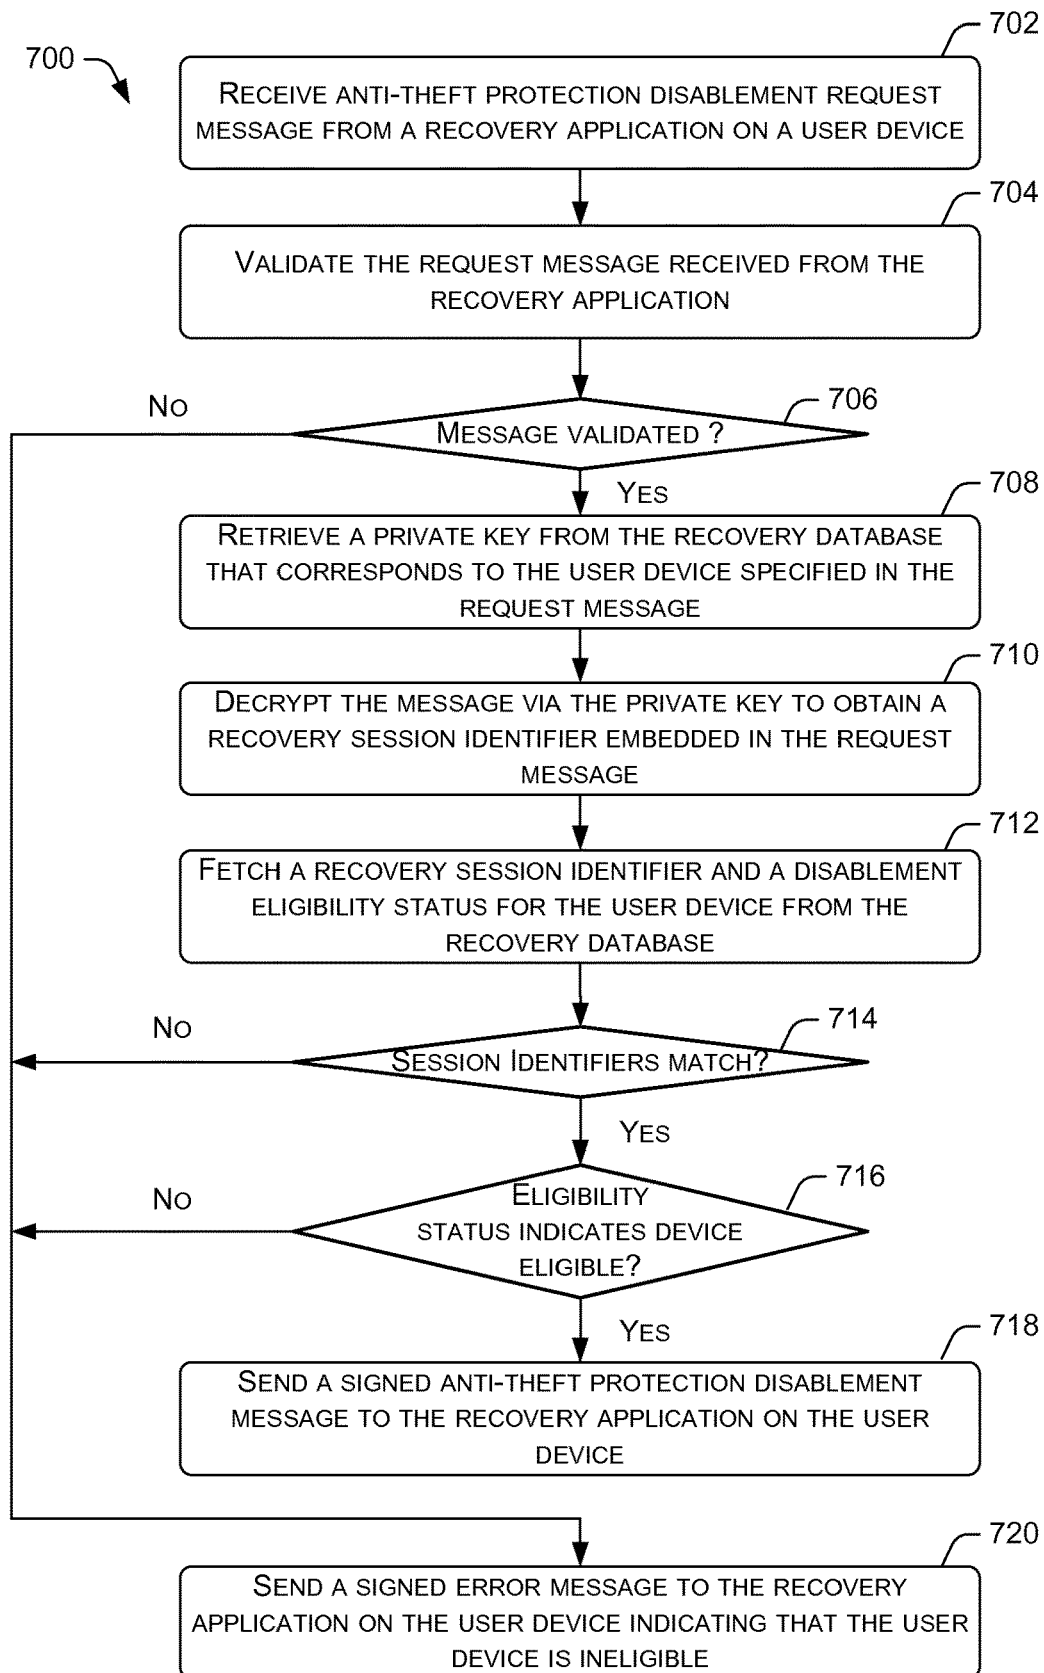 702
700
RECEIVE ANTI-THEFT PROTECTION DISABLEMENT REQUEST
MESSAGE FROM A RECOVERY APPLICATION ON A USER DEVICE
704
VALIDATE THE REQUEST MESSAGE RECEIVED FROM THE
RECOVERY APPLICATION
706
NO
MESSAGE VALIDATED ?
YES
708
RETRIEVE A PRIVATE KEY FROM THE RECOVERY DATABASE
THAT CORRESPONDS TO THE USER DEVICE SPECIFIED IN THE
REQUEST MESSAGE
710
DECRYPT THE MESSAGE VIA THE PRIVATE KEY TO OBTAIN A
RECOVERY SESSION IDENTIFIER EMBEDDED IN THE REQUEST
MESSAGE
712
FETCH A RECOVERY SESSION IDENTIFIER AND A DISABLEMENT
ELIGIBILITY STATUS FOR THE USER DEVICE FROM THE
RECOVERY DATABASE
714
NO
SESSION IDENTIFIERS MATCH?
YES
716
NO
ELIGIBILITY
STATUS INDICATES DEVICE
ELIGIBLE?
YES
718
SEND A SIGNED ANTI-THEFT PROTECTION DISABLEMENT
MESSAGE TO THE RECOVERY APPLICATION ON THE USER
DEVICE
720
SEND A SIGNED ERROR MESSAGE TO THE RECOVERY
APPLICATION ON THE USER DEVICE INDICATING THAT THE USER
DEVICE IS INELIGIBLE